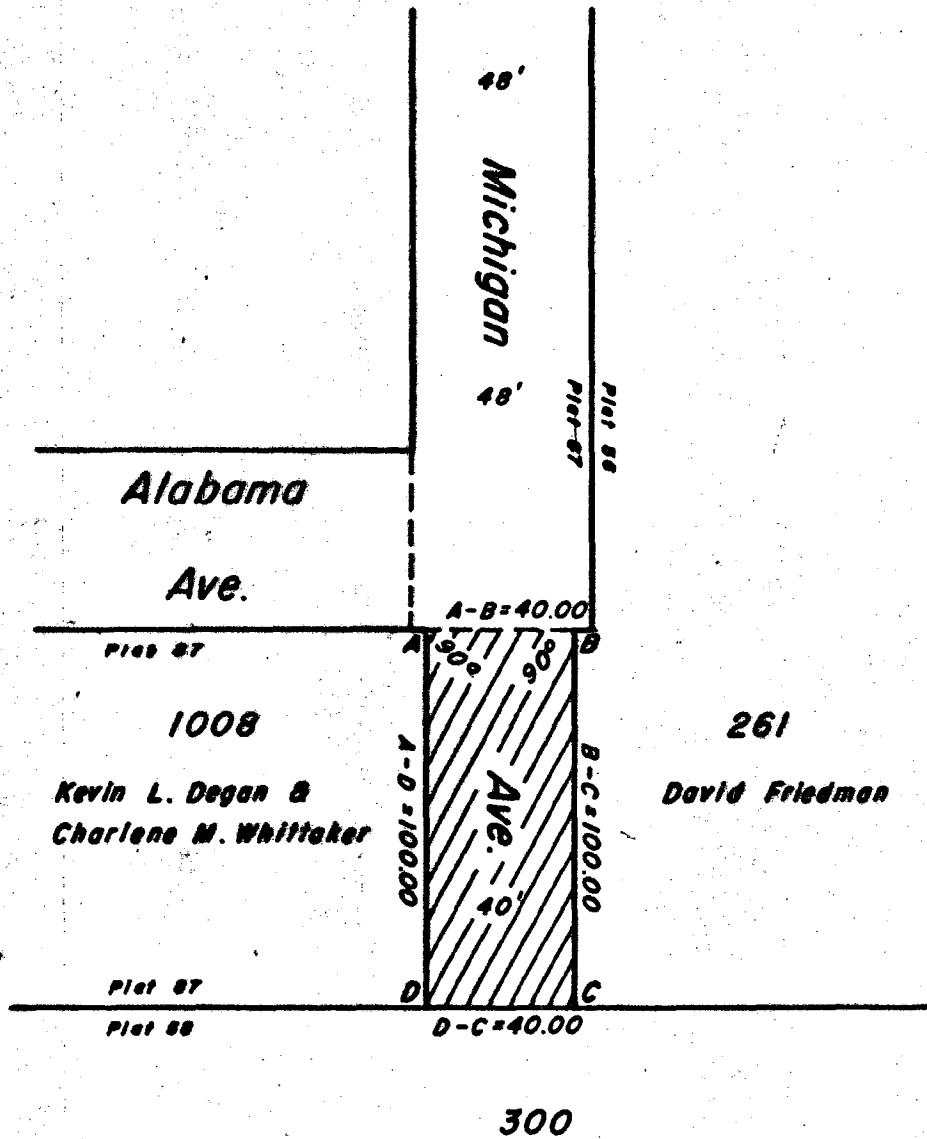 48'
Michigan
48'
Plat 87
Plat 86
Alabama
Ave.
A-B=40.00
Plat 87
A
90°
90°
B
1008
Kevin L. Degan &
Charlene M. Whittaker
A-D=100.00
Ave.
40'
B-C=100.00
261
David Friedman
Plat 87
D
C
Plat 88
D-C=40.00
300